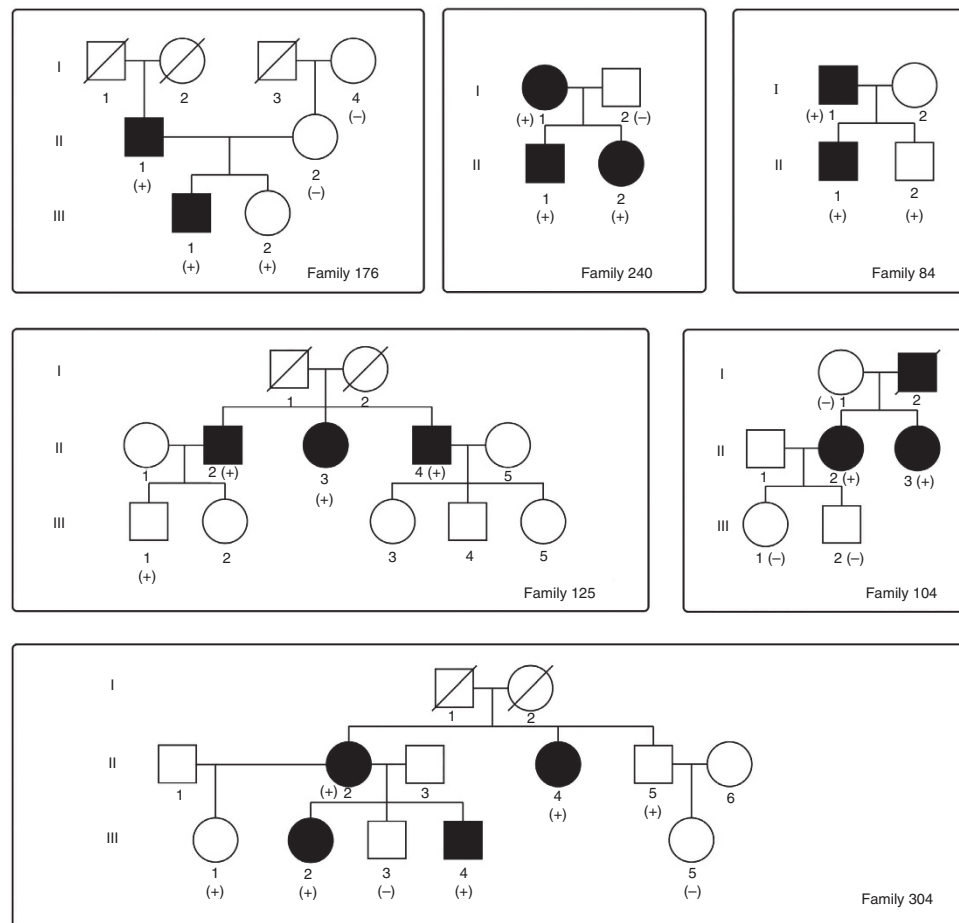 I
1 2 3 4
(–)
II
1
(+)
2
(–)
III
1 2
(+) (+)
Family 176
I
(+) 1 2 (–)
II
1 2
(+) (+)
Family 240
I
(+) 1 2
II
1 2
(+) (+)
Family 84
I
1 2
II
1 2 (+) 3 4 (+) 5
(+)
III
1 2 3 4 5
(+)
Family 125
I
(–) 1 2
II
1 2 (+) 3 (+)
III
1 (–) 2 (–)
Family 104
I
1 2
II
1 (+) 2 3 4 5 6
(+) (+)
III
1 2 3 4 5
(+) (+) (–) (+) (–)
Family 304